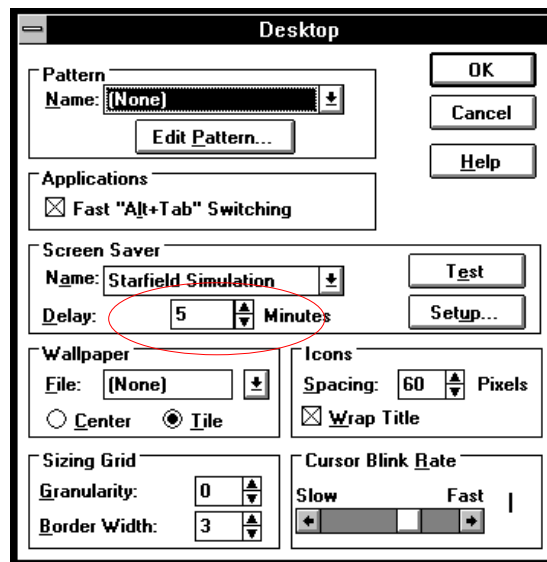 Desktop
Pattern
Name: (None)
Edit Pattern...
OK
Cancel
Help
Applications
Fast "Alt+Tab" Switching
Screen Saver
Name: Starfield Simulation
Delay: 5 Minutes
Test
Setup...
Wallpaper
File: (None)
Center Tile
Icons
Spacing: 60 Pixels
Wrap Title
Sizing Grid
Granularity: 0
Border Width: 3
Cursor Blink Rate
Slow Fast